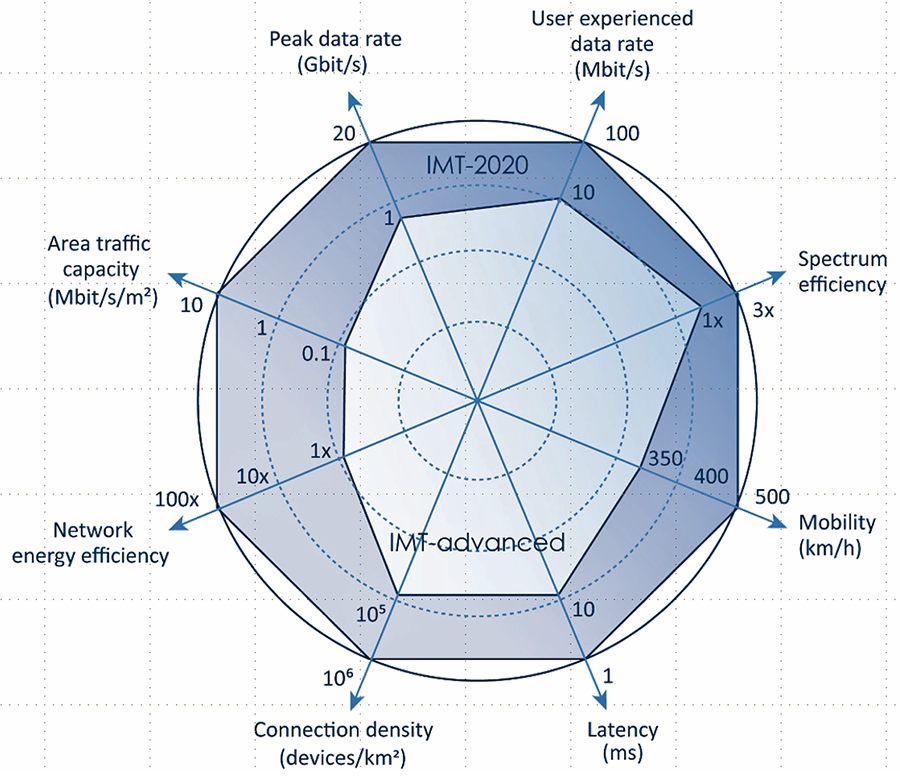 User experienced
data rate
(Mbit/s)
Peak data rate
(Gbit/s)
20
100
IMT-2020
1
10
Area traffic
capacity
(Mbit/s/m²)
Spectrum
efficiency
10
1
0.1
1x
3x
1x
10x
100x
350
400
500
Network
energy efficiency
Mobility
(km/h)
IMT-advanced
10⁵
10
10⁶
1
Connection density
(devices/km²)
Latency
(ms)